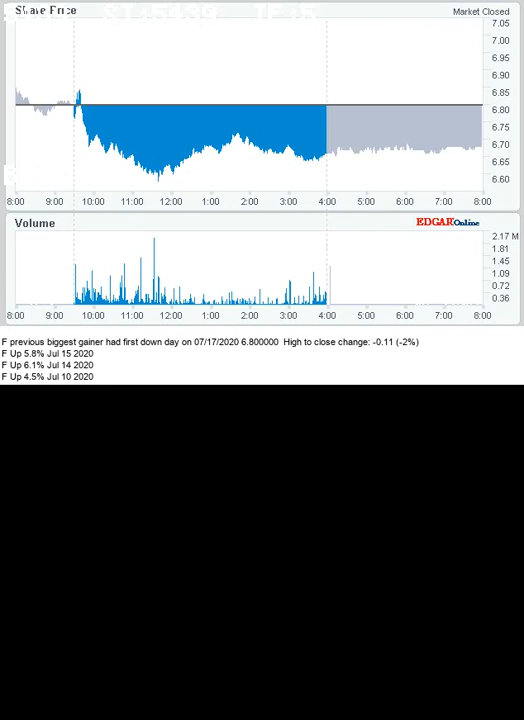 Share Price
Market Closed
7.05
7.00
6.95
6.90
6.85
6.80
6.75
6.70
6.65
6.60
8:00 9:00 10:00 11:00 12:00 1:00 2:00 3:00 4:00 5:00 6:00 7:00 8:00
Volume
EDGAR Online
2.17 M
1.81
1.45
1.09
0.72
0.36
8:00 9:00 10:00 11:00 12:00 1:00 2:00 3:00 4:00 5:00 6:00 7:00 8:00
F previous biggest gainer had first down day on 07/17/2020 6.800000 High to close change: -0.11 (-2%)
F Up 5.8% Jul 15 2020
F Up 6.1% Jul 14 2020
F Up 4.5% Jul 10 2020